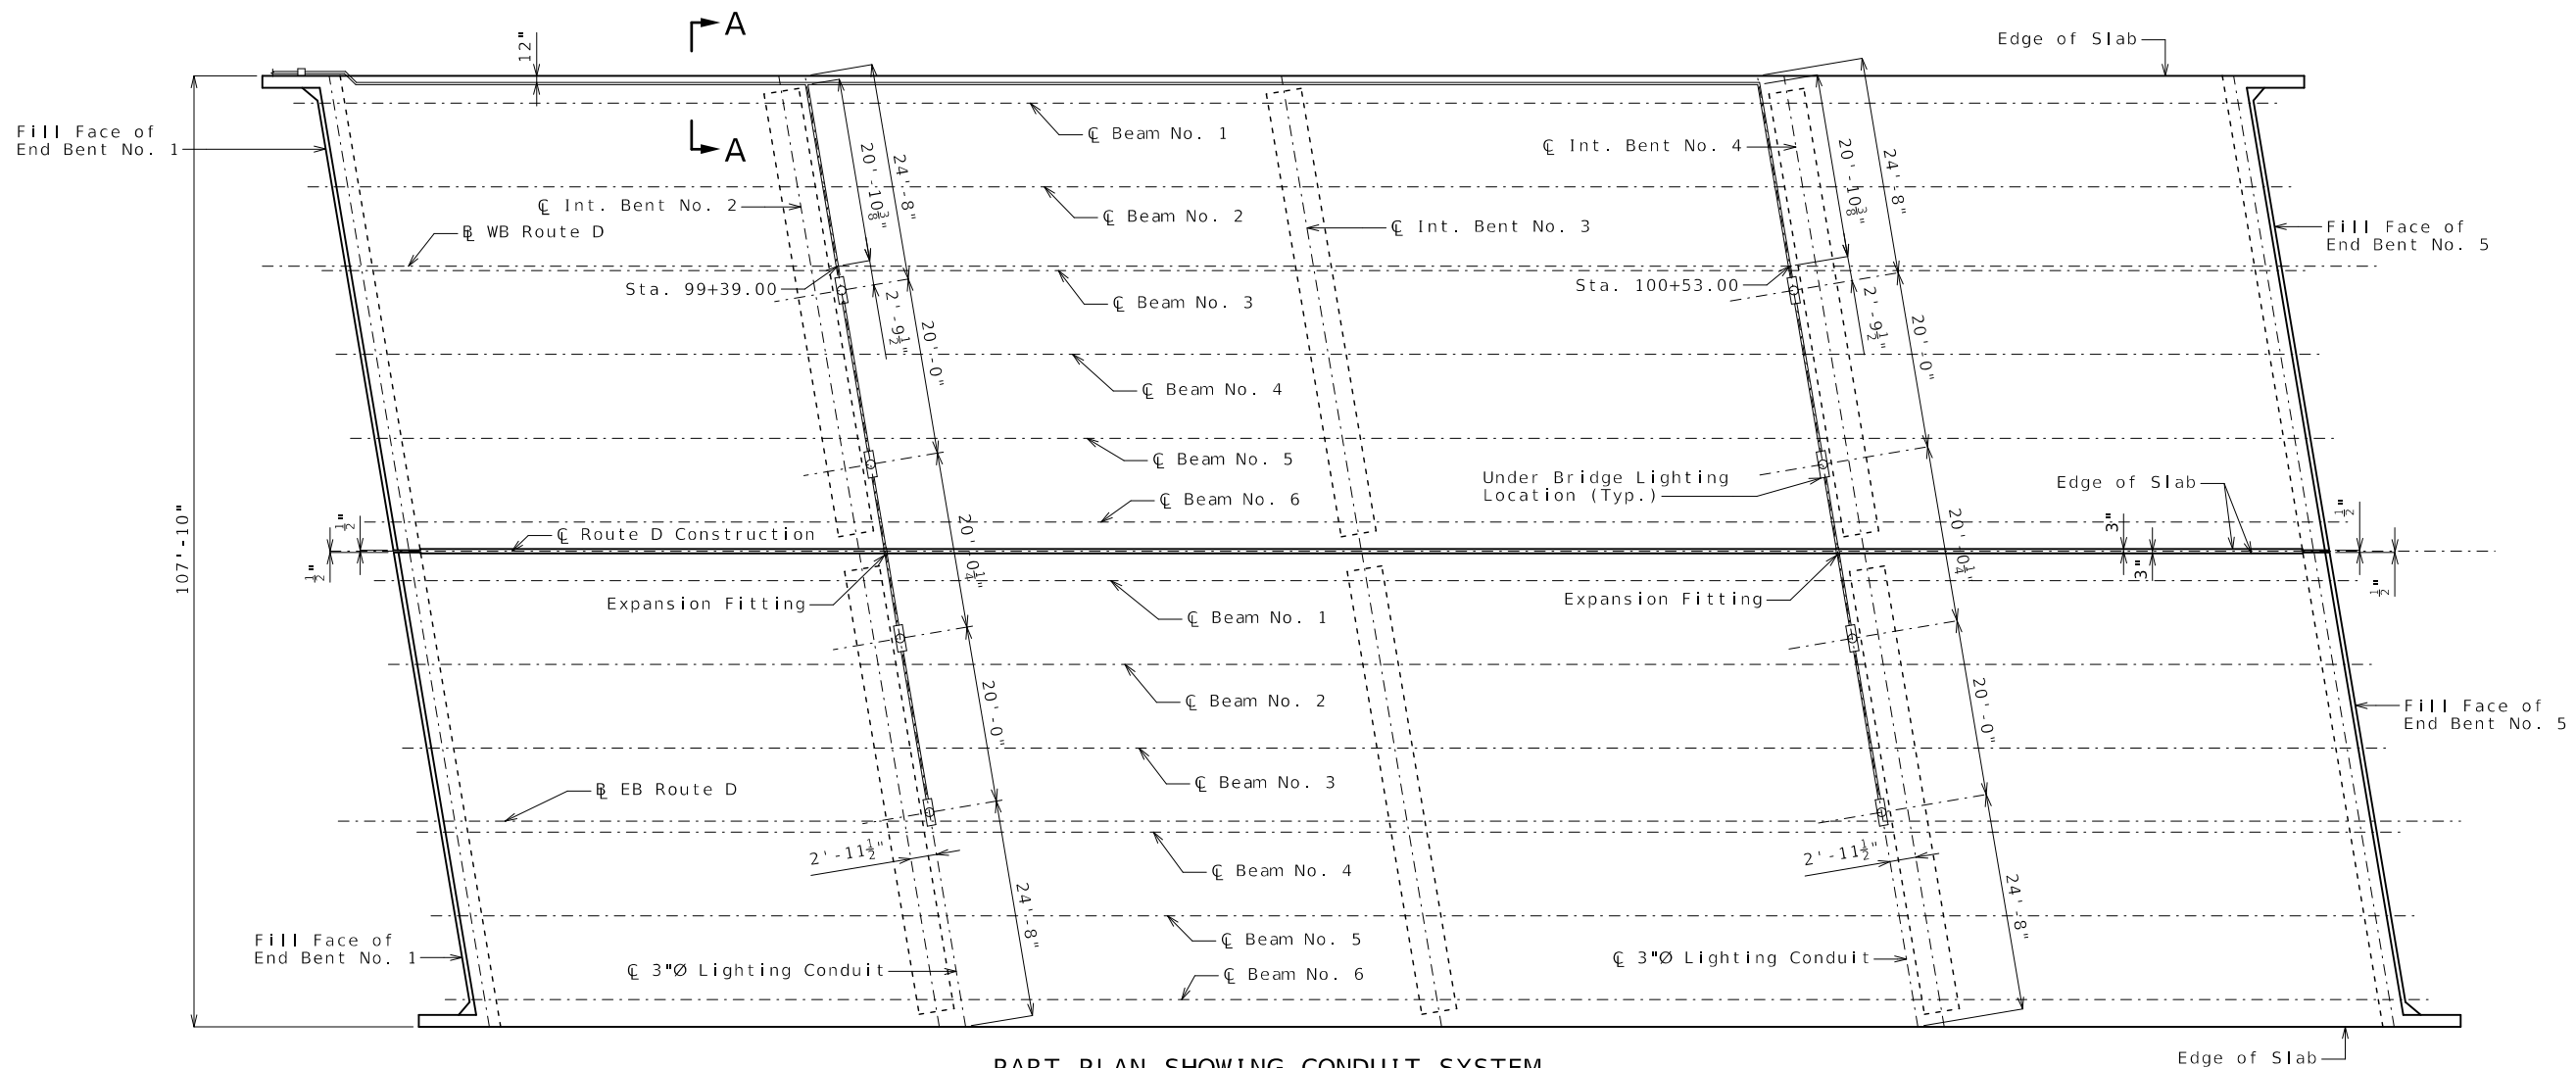 A
12"
Edge of Slab
Fill Face of
End Bent No. 1
A
℄ Beam No. 1
℄ Int. Bent No. 4
20'-10⅜"
24'-8"
20'-10⅜"
24'-8"
℄ Int. Bent No. 2
℄ Beam No. 2
℄ Int. Bent No. 3
Fill Face of
End Bent No. 5
BL WB Route D
Sta. 99+39.00
℄ Beam No. 3
Sta. 100+53.00
2'-9½"
20'-0"
2'-9½"
20'-0"
℄ Beam No. 4
℄ Beam No. 5
Under Bridge Lighting
Location (Typ.)
Edge of Slab
℄ Beam No. 6
107'-10"
½"
℄ Route D Construction
20'-0¼"
20'-0¼"
3"
½"
½"
3"
½"
Expansion Fitting
Expansion Fitting
℄ Beam No. 1
20'-0"
℄ Beam No. 2
20'-0"
Fill Face of
End Bent No. 5
BL EB Route D
℄ Beam No. 3
2'-11½"
℄ Beam No. 4
2'-11½"
24'-8"
24'-8"
Fill Face of
End Bent No. 1
℄ Beam No. 5
℄ 3"Ø Lighting Conduit
℄ Beam No. 6
℄ 3"Ø Lighting Conduit
Edge of Slab
PART PLAN SHOWING CONDUIT SYSTEM